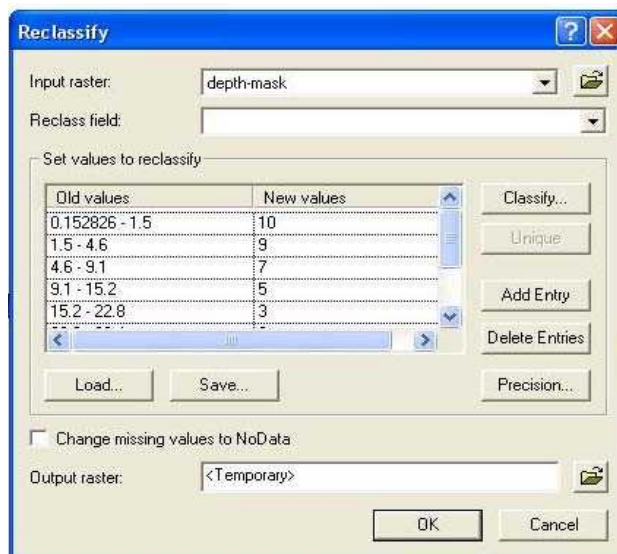 Reclassify
Input raster: depth-mask
Reclass field:
Set values to reclassify
Old values New values
0.152826 - 1.5 10
1.5 - 4.6 9
4.6 - 9.1 7
9.1 - 15.2 5
15.2 - 22.8 3
Classify...
Unique
Add Entry
Delete Entries
Load... Save... Precision...
Change missing values to NoData
Output raster: <Temporary>
OK Cancel